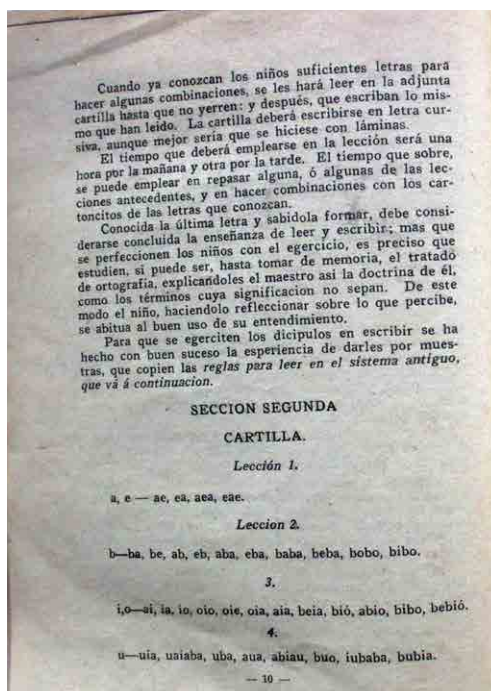 Cuando ya conozcan los niños suficientes letras para
hacer algunas combinaciones, se les hará leer en la adjunta
cartilla hasta que no yerren: y después, que escriban lo mis-
mo que han leido. La cartilla deberá escribirse en letra cur-
siva, aunque mejor sería que se hiciese con láminas.
El tiempo que deberá emplearse en la lección será una
hora por la mañana y otra por la tarde. El tiempo que sobre,
se puede emplear en repasar alguna, ó algunas de las lec-
ciones antecedentes, y en hacer combinaciones con los car-
toncitos de las letras que conozcan.
Conocida la última letra y sabidola formar, debe consi-
derarse concluida la enseñanza de leer y escribir; mas que
se perfeccionen los niños con el egercicio, es preciso que
estudien, si puede ser, hasta tomar de memoria, el tratado
de ortografía, explicandoles el maestro asi la doctrina de él,
como los términos cuya significacion no sepan. De este
modo el niño, haciendolo refleccionar sobre lo que percibe,
se abitua al buen uso de su entendimiento.
Para que se egerciten los dicipulos en escribir se ha
hecho con buen suceso la esperiencia de darles por mues-
tras, que copien las reglas para leer en el sistema antiguo,
que vá á continuacion.
SECCION SEGUNDA
CARTILLA.
Lección 1.
a, e — ae, ea, aea, eae.
Leccion 2.
b—ba, be, ab, eb, aba, eba, baba, beba, bobo, bibo.
3.
i,o—ai, ia, io, oio, oie, oia, aia, beia, bió, abio, bibo, bebió.
4.
u—uia, uaiaba, uba, aua, abiau, buo, iubaba, bubia.
— 10 —